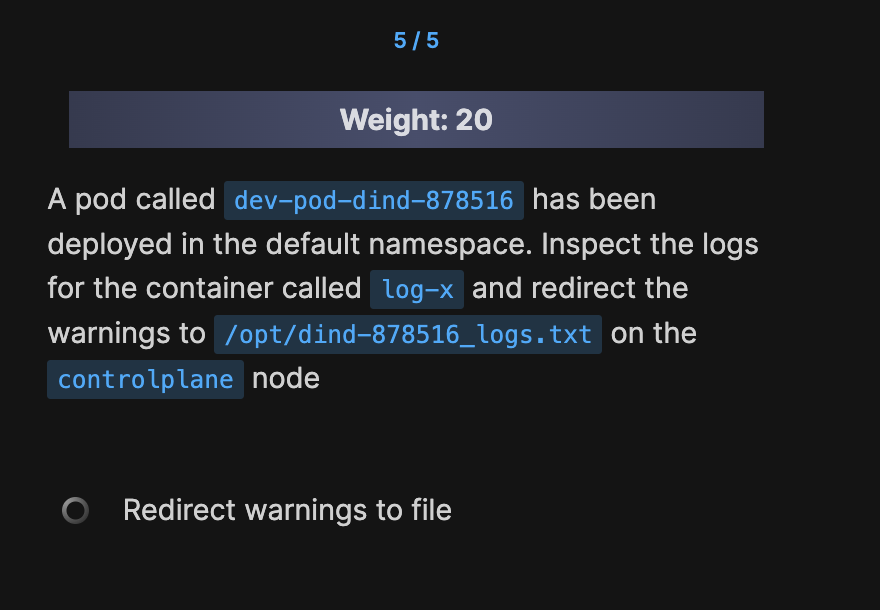 5 / 5
Weight: 20
A pod called dev-pod-dind-878516 has been
deployed in the default namespace. Inspect the logs
for the container called log-x and redirect the
warnings to /opt/dind-878516_logs.txt on the
controlplane node
Redirect warnings to file